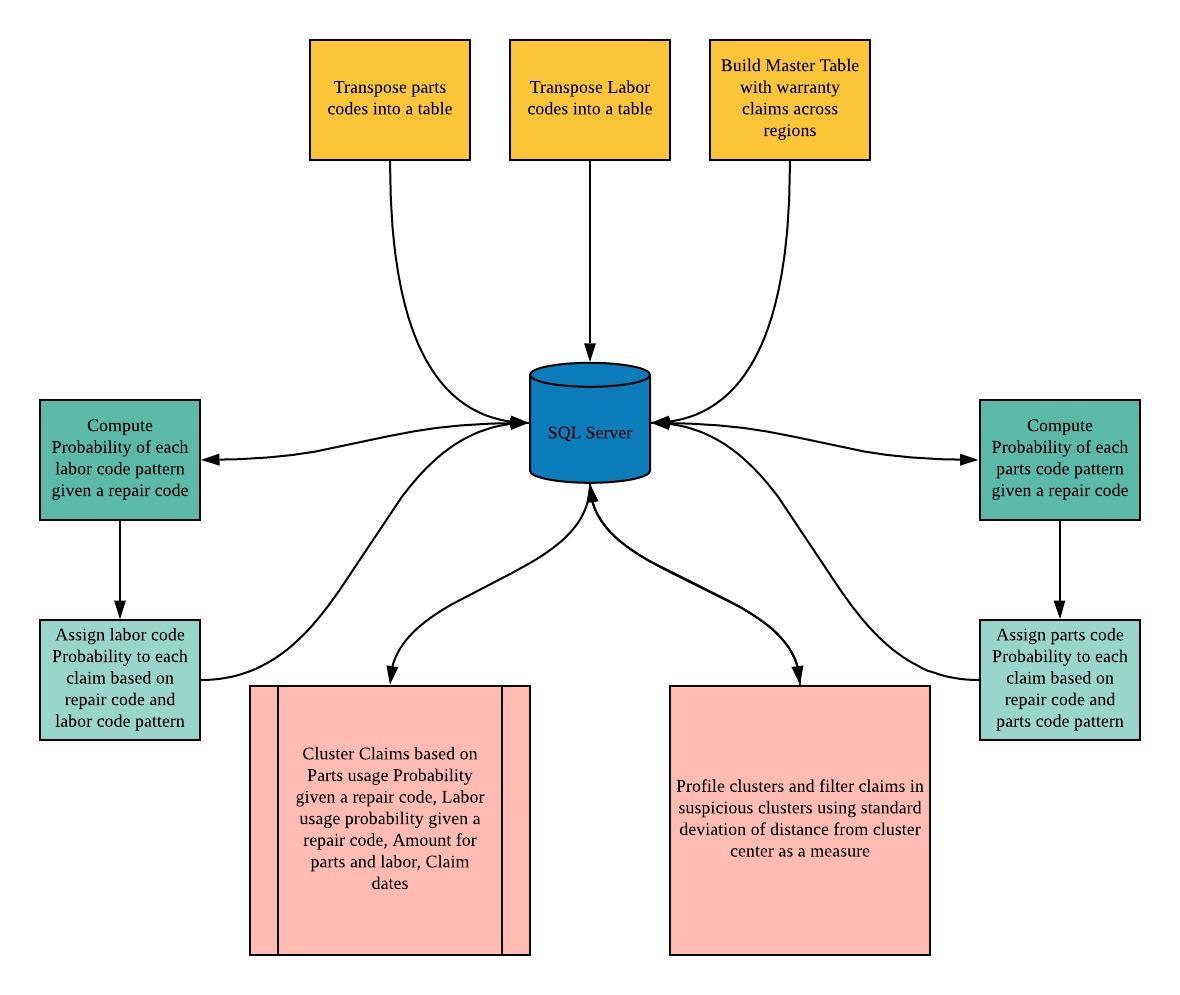 Transpose parts
codes into a table
Transpose Labor
codes into a table
Build Master Table
with warranty
claims across
regions
SQL Server
Compute
Probability of each
labor code pattern
given a repair code
Compute
Probability of each
parts code pattern
given a repair code
Assign labor code
Probability to each
claim based on
repair code and
labor code pattern
Assign parts code
Probability to each
claim based on
repair code and
parts code pattern
Cluster Claims based on
Parts usage Probability
given a repair code, Labor
usage probability given a
repair code, Amount for
parts and labor, Claim
dates
Profile clusters and filter claims in
suspicious clusters using standard
deviation of distance from cluster
center as a measure